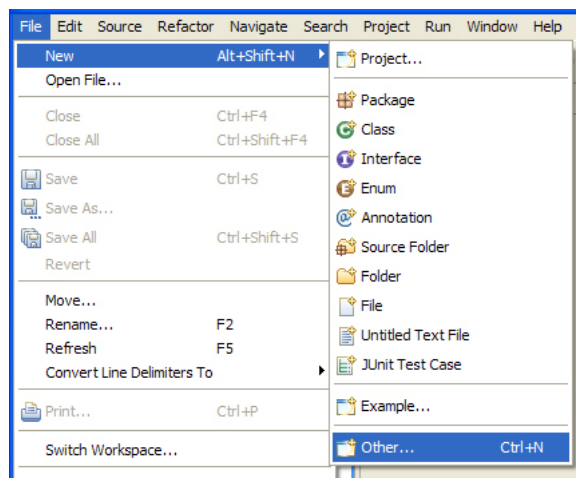 File Edit Source Refactor Navigate Search Project Run Window Help
New Alt+Shift+N
Open File...
Close Ctrl+F4
Close All Ctrl+Shift+F4
Save Ctrl+S
Save As...
Save All Ctrl+Shift+S
Revert
Move...
Rename... F2
Refresh F5
Convert Line Delimiters To
Print... Ctrl+P
Switch Workspace...
Project...
Package
Class
Interface
Enum
Annotation
Source Folder
Folder
File
Untitled Text File
JUnit Test Case
Example...
Other... Ctrl+N